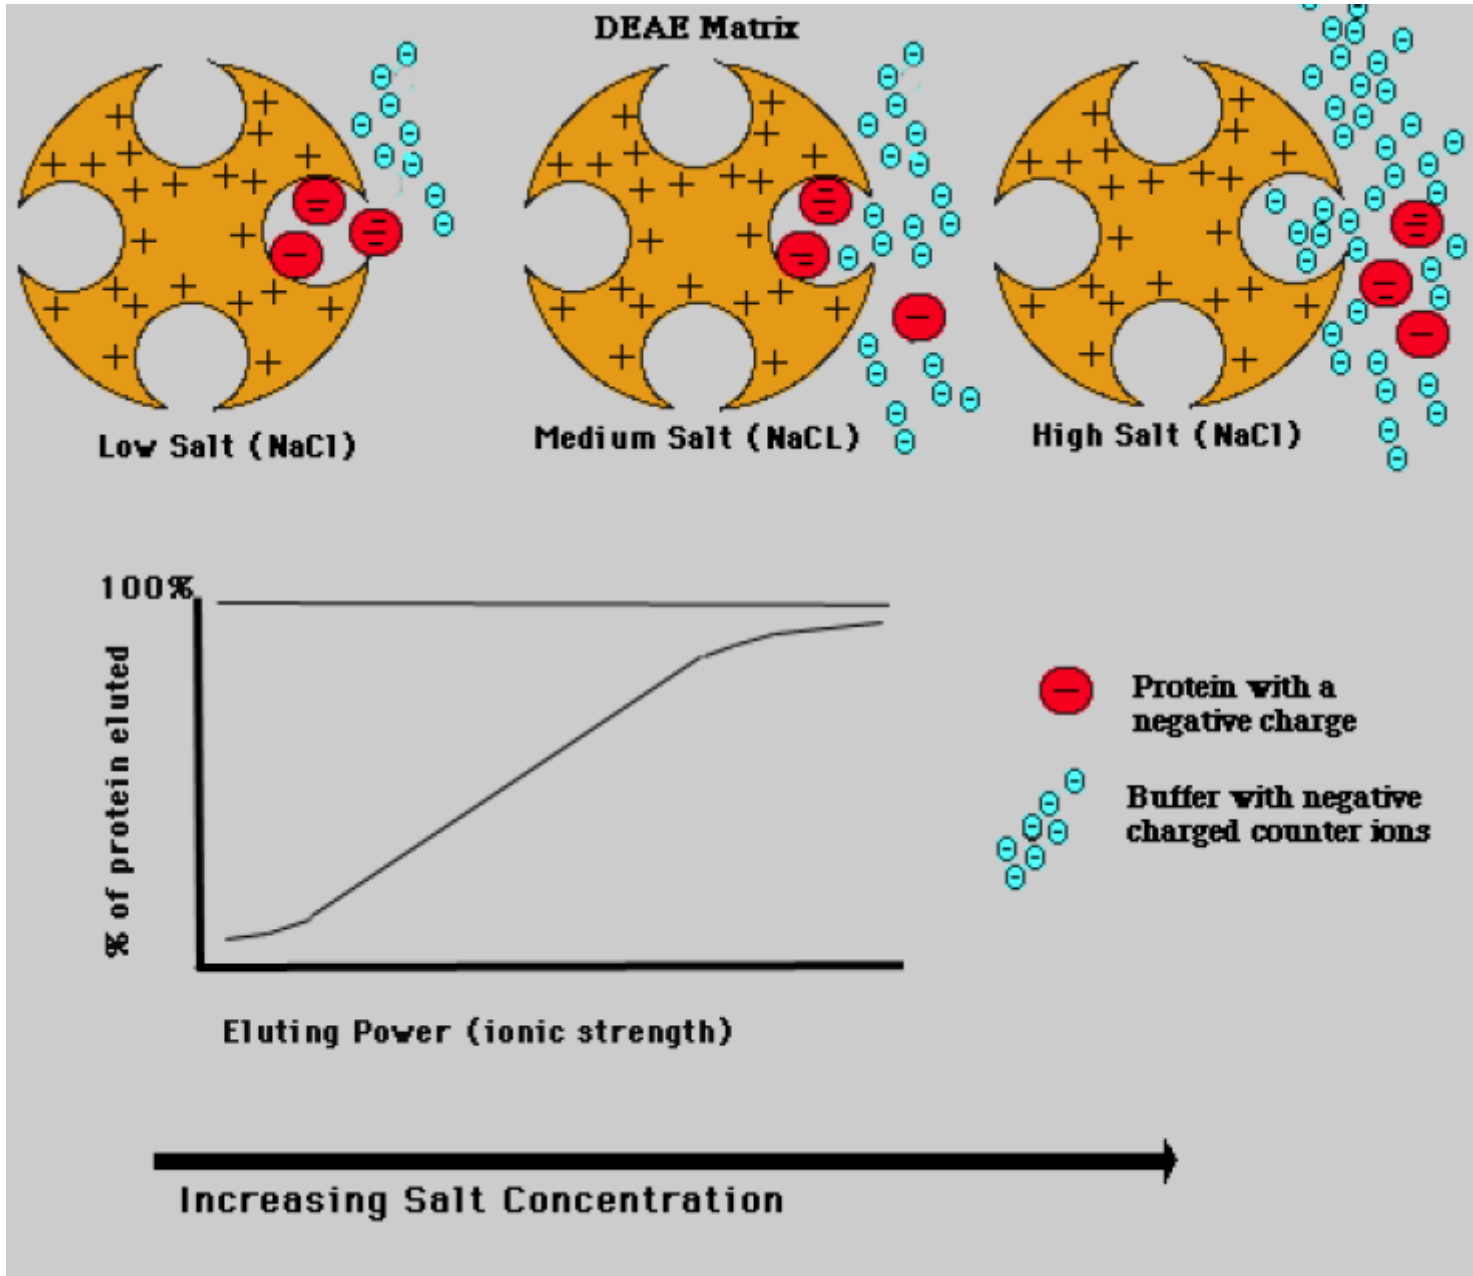 DEAE Matrix
Low Salt (NaCl)
Medium Salt (NaCL)
High Salt (NaCl)
100%
% of protein eluted
Eluting Power (ionic strength)
Protein with a
negative charge
Buffer with negative
charged counter ions
Increasing Salt Concentration